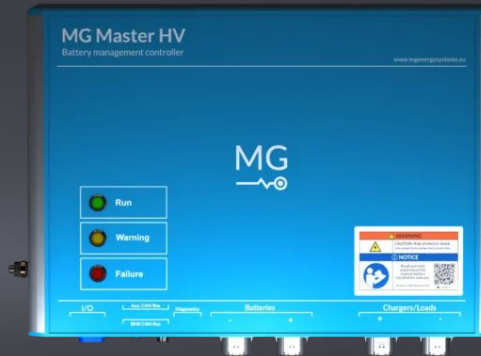 MG Master HV
Battery management controller
www.mgenergysystems.eu
MG
Run
Warning
Failure
WARNING
NOTICE
I/O
Aux. CAN-Bus
Diagnostics
Batteries
Chargers/Loads
BMS CAN-Bus
- +
+ -